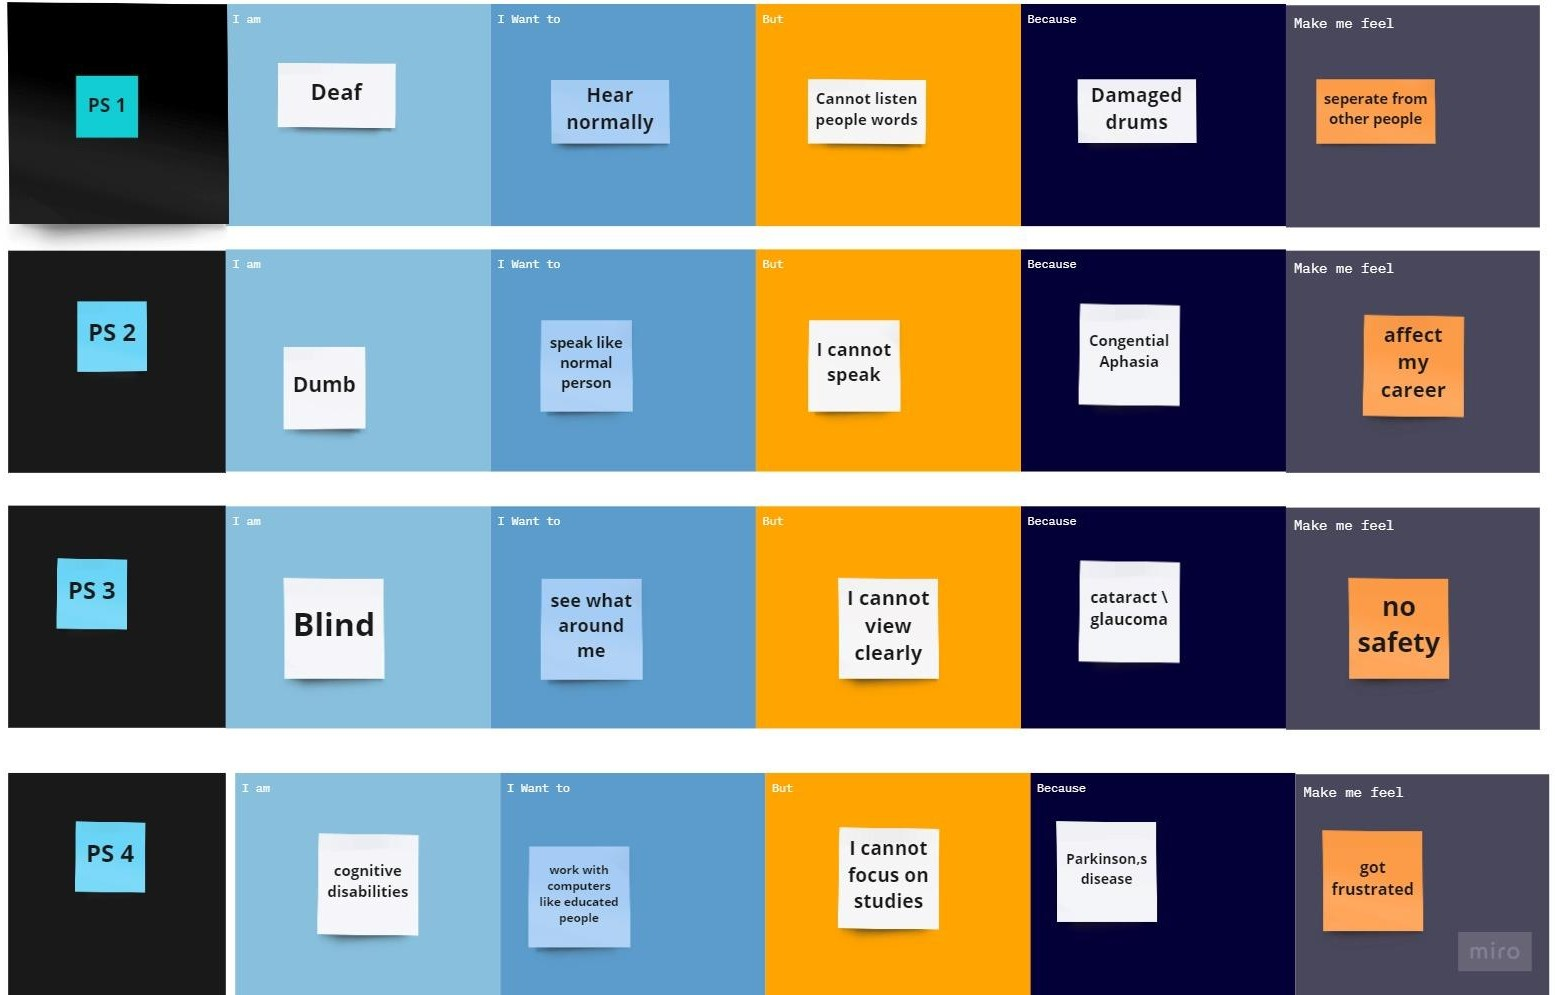 PS 1
I am
Deaf
I Want to
Hear
normally
But
Cannot listen
people words
Because
Damaged
drums
Make me feel
seperate from
other people
PS 2
I am
Dumb
I Want to
speak like
normal
person
But
I cannot
speak
Because
Congential
Aphasia
Make me feel
affect
my
career
PS 3
I am
Blind
I Want to
see what
around
me
But
I cannot
view
clearly
Because
cataract \
glaucoma
Make me feel
no
safety
PS 4
I am
cognitive
disabilities
I Want to
work with
computers
like educated
people
But
I cannot
focus on
studies
Because
Parkinson,s
disease
Make me feel
got
frustrated
miro